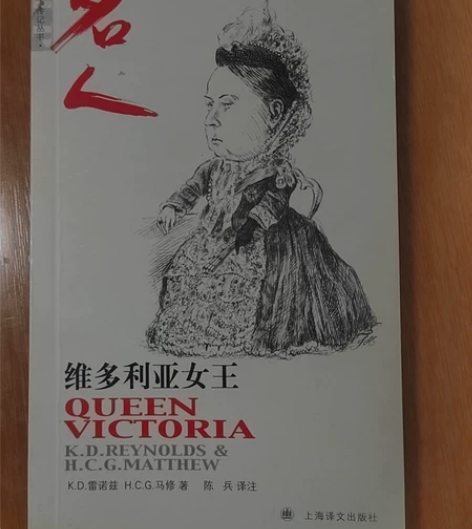 名
人
维多利亚女王
QUEEN
VICTORIA
K.D.REYNOLDS &
H.C.G.MATTHEW
K.D.雷诺兹 H.C.G.马修 著 陈 兵 译注
上海译文出版社